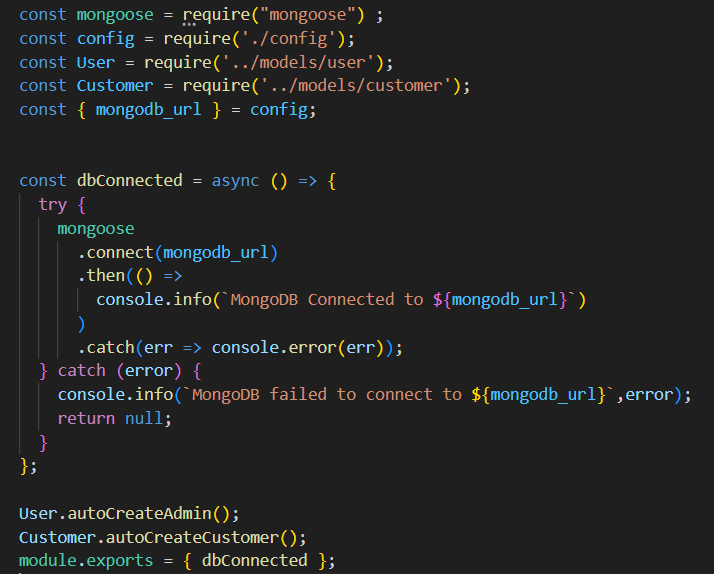 const mongoose = require("mongoose") ;
const config = require('./config');
const User = require('../models/user');
const Customer = require('../models/customer');
const { mongodb_url } = config;
const dbConnected = async () => {
try {
mongoose
.connect(mongodb_url)
.then(() =>
console.info(`MongoDB Connected to ${mongodb_url}`)
)
.catch(err => console.error(err));
} catch (error) {
console.info(`MongoDB failed to connect to ${mongodb_url}`,error);
return null;
}
};
User.autoCreateAdmin();
Customer.autoCreateCustomer();
module.exports = { dbConnected };